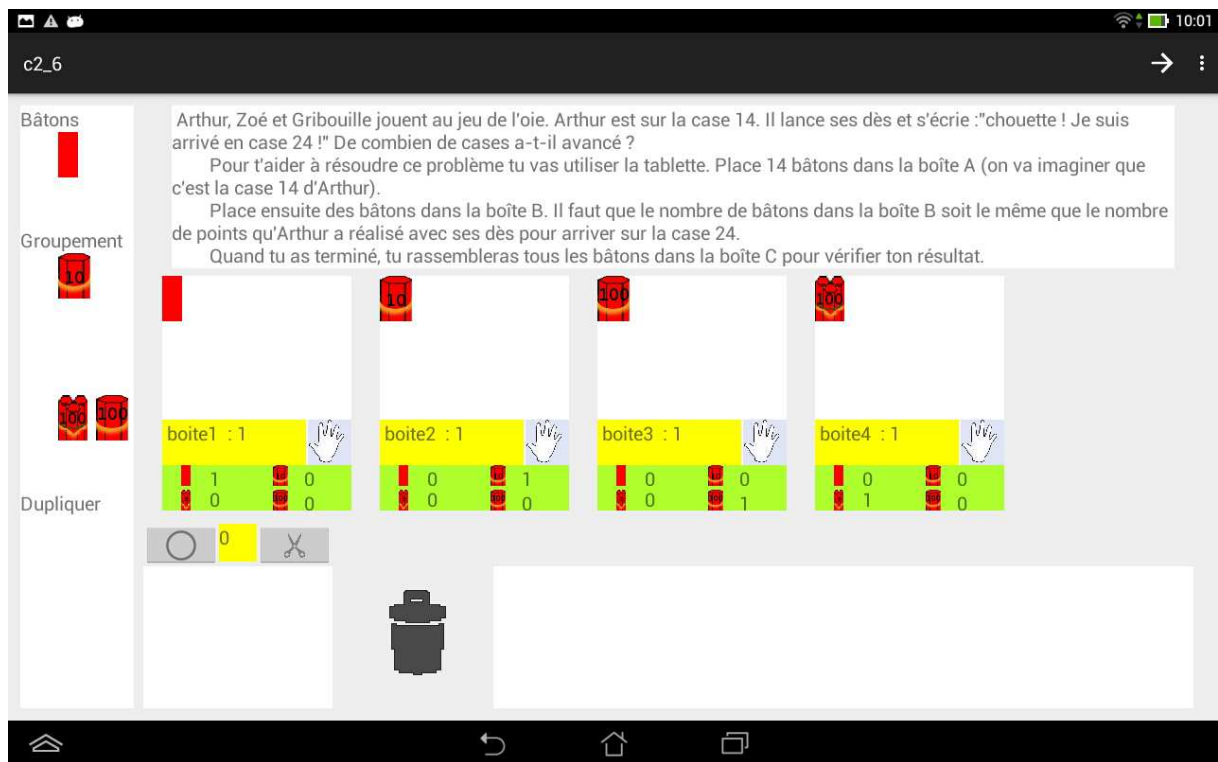 10:01
c2_6
Bâtons
Arthur, Zoé et Gribouille jouent au jeu de l'oie. Arthur est sur la case 14. Il lance ses dès et s'écrie :"chouette ! Je suis
arrivé en case 24 !" De combien de cases a-t-il avancé ?
Pour t'aider à résoudre ce problème tu vas utiliser la tablette. Place 14 bâtons dans la boîte A (on va imaginer que
c'est la case 14 d'Arthur).
Place ensuite des bâtons dans la boîte B. Il faut que le nombre de bâtons dans la boîte B soit le même que le nombre
de points qu'Arthur a réalisé avec ses dès pour arriver sur la case 24.
Quand tu as terminé, tu rassembleras tous les bâtons dans la boîte C pour vérifier ton résultat.
Groupement
10
10 100 100
100 100
boite1 : 1 boite2 : 1 boite3 : 1 boite4 : 1
1 0 0 1 0 0 0 0
0 0 0 0 0 1 1 0
Dupliquer
0